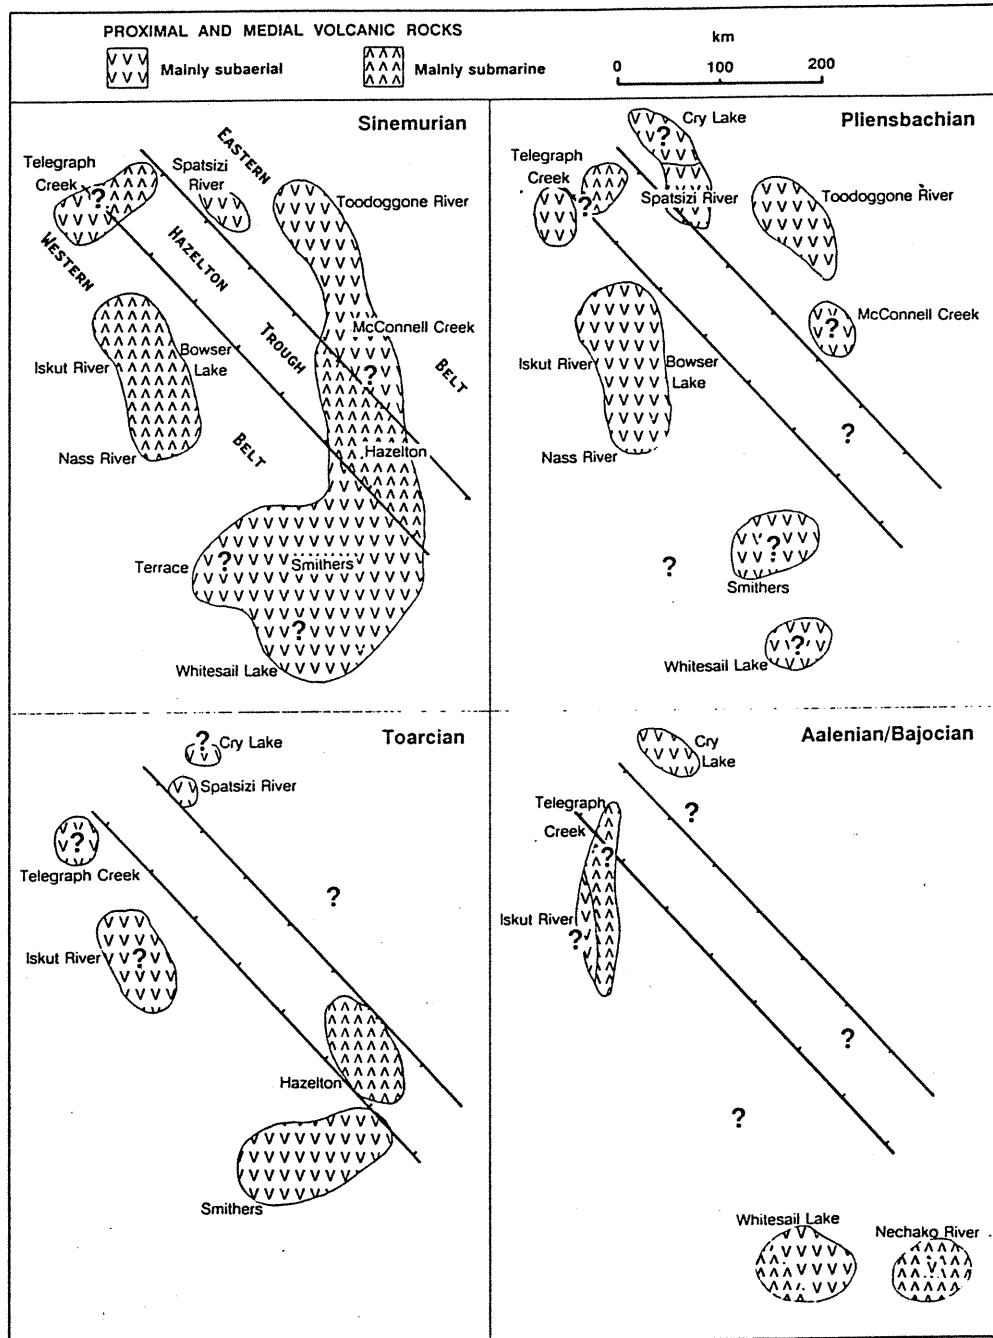 PROXIMAL AND MEDIAL VOLCANIC ROCKS
Mainly subaerial
Mainly submarine
km
0 100 200
Sinemurian
Telegraph
Creek
?
Spatsizi
River
EASTERN
Toodoggone River
WESTERN
HAZELTON
TROUGH
McConnell Creek
?
BELT
Iskut River
Bowser
Lake
Nass River
BELT
Hazelton
Terrace
?
Smithers
?
Whitesail Lake
Pliensbachian
Cry Lake
?
Telegraph
Creek
?
Spatsizi River
Toodoggone River
McConnell Creek
?
Iskut River
Bowser
Lake
Nass River
?
?
?
Smithers
Whitesail Lake
?
Toarcian
?
Cry Lake
Spatsizi River
?
Telegraph Creek
?
Iskut River
?
Hazelton
Smithers
Aalenian/Bajocian
Cry
Lake
Telegraph
Creek
?
?
Iskut River
?
?
?
Whitesail Lake
Nechako River